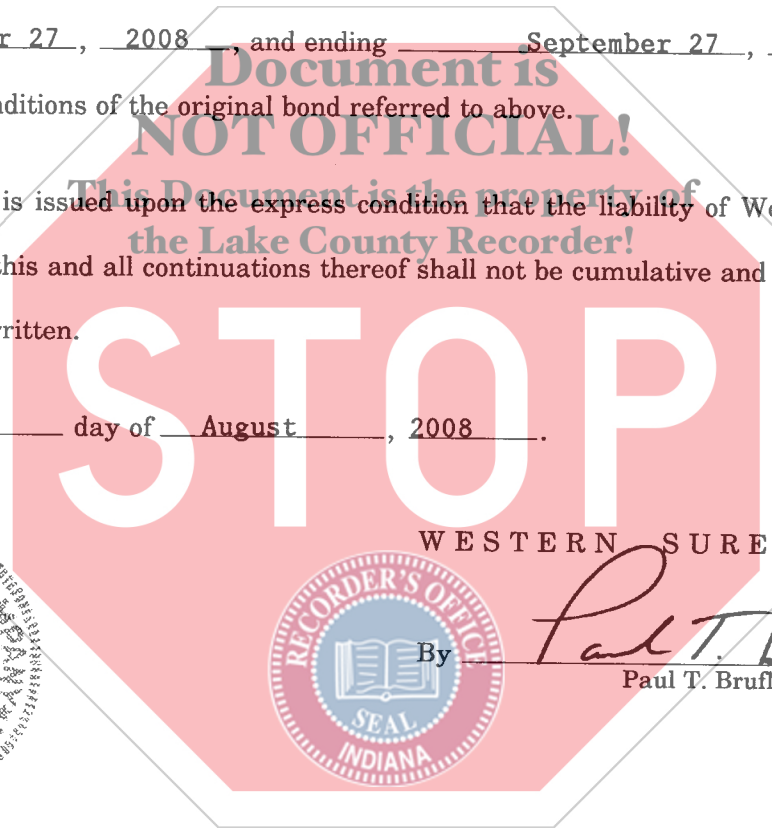 r 27, 2008, and ending September 27,
Document is
nditions of the original bond referred to above.
NOT OFFICIAL!
This Document is the property of
is issued upon the express condition that the liability of We
the Lake County Recorder!
this and all continuations thereof shall not be cumulative and
ritten.
STOP
day of August, 2008.
WESTERN SURE
RECORDER'S OFFICE
SEAL
INDIANA
By Paul T.
Paul T. Brufl